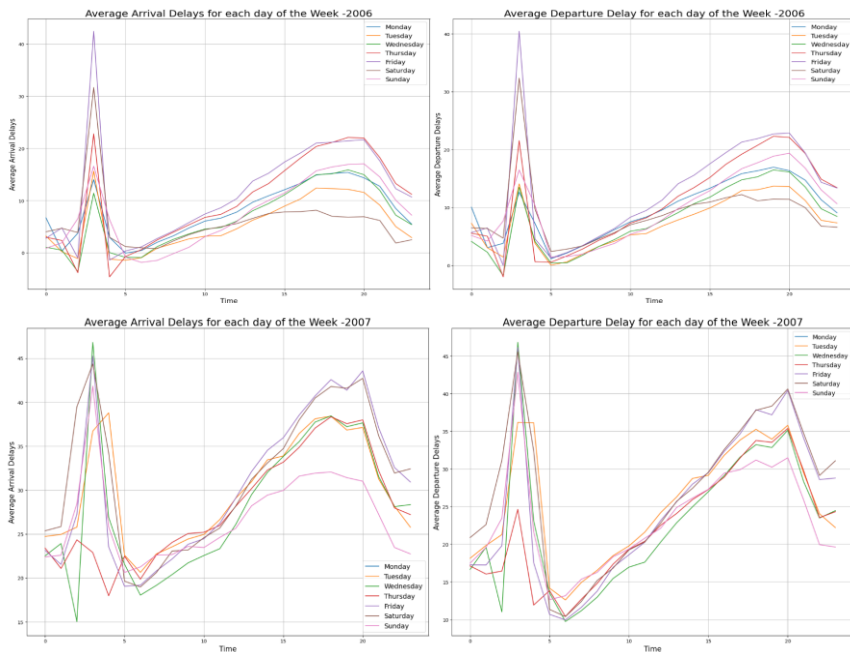 Average Arrival Delays for each day of the Week -2006
Average Arrival Delays
40
30
20
10
0
0
5
10
15
20
Time
Monday
Tuesday
Wednesday
Thursday
Friday
Saturday
Sunday
Average Departure Delay for each day of the Week -2006
Average Departure Delays
40
30
20
10
0
0
5
10
15
20
Time
Monday
Tuesday
Wednesday
Thursday
Friday
Saturday
Sunday
Average Arrival Delays for each day of the Week -2007
Average Arrival Delays
45
40
35
30
25
20
15
0
5
10
15
20
Time
Monday
Tuesday
Wednesday
Thursday
Friday
Saturday
Sunday
Average Departure Delay for each day of the Week -2007
Average Departure Delays
45
40
35
30
25
20
15
10
0
5
10
15
20
Time
Monday
Tuesday
Wednesday
Thursday
Friday
Saturday
Sunday